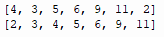 [4, 3, 5, 6, 9, 11, 2]
[2, 3, 4, 5, 6, 9, 11]